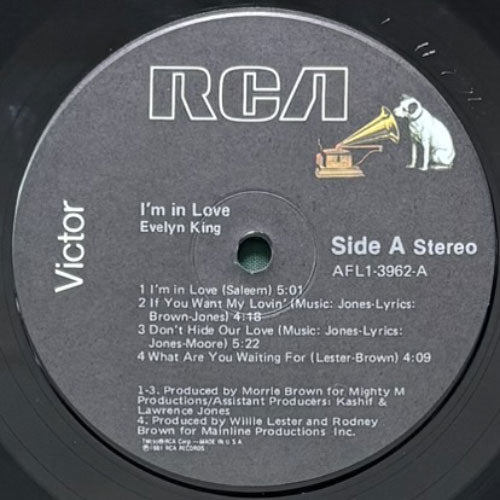 RCA
Victor
I'm in Love
Evelyn King
Side A Stereo
AFL1-3962-A
1 I'm in Love (Saleem) 5:01
2 If You Want My Lovin' (Music: Jones-Lyrics:
Brown-Jones) 4:18
3 Don't Hide Our Love (Music: Jones-Lyrics:
Jones-Moore) 5:22
4 What Are You Waiting For (Lester-Brown) 4:09
1-3. Produced by Morrie Brown for Mighty M
Productions/Assistant Producers: Kashif &
Lawrence Jones
4. Produced by Willie Lester and Rodney
Brown for Mainline Productions Inc.
TMK(s)®RCA Corp.—MADE IN U.S.A
℗1981 RCA RECORDS